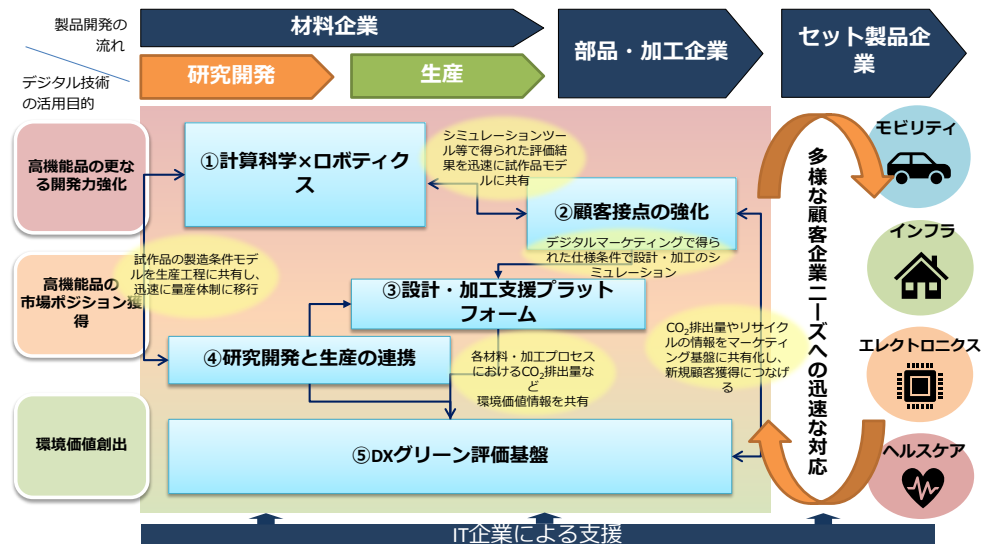 製品開発の
流れ
デジタル技術
の活用目的
材料企業
研究開発
生産
部品・加工企業
セット製品企
業
高機能品の更な
る開発力強化
高機能品の
市場ポジション獲
得
環境価値創出
①計算科学×ロボティク
ス
シミュレーションツー
ル等で得られた評価結
果を迅速に試作品モデ
ルに共有
②顧客接点の強化
デジタルマーケティングで得ら
れた仕様条件で設計・加工のシ
ミュレーション
試作品の製造条件モデ
ルを生産工程に共有し、
迅速に量産体制に移行
③設計・加工支援プラット
フォーム
④研究開発と生産の連携
各材料・加工プロセス
におけるCO₂排出量など
環境価値情報を共有
CO₂排出量やリサイク
ルの情報をマーケティ
ング基盤に共有化し、
新規顧客獲得につなげ
る
⑤DXグリーン評価基盤
多様な顧客企業ニーズへの迅速な対応
モビリティ
インフラ
エレクトロニクス
ヘルスケア
IT企業による支援